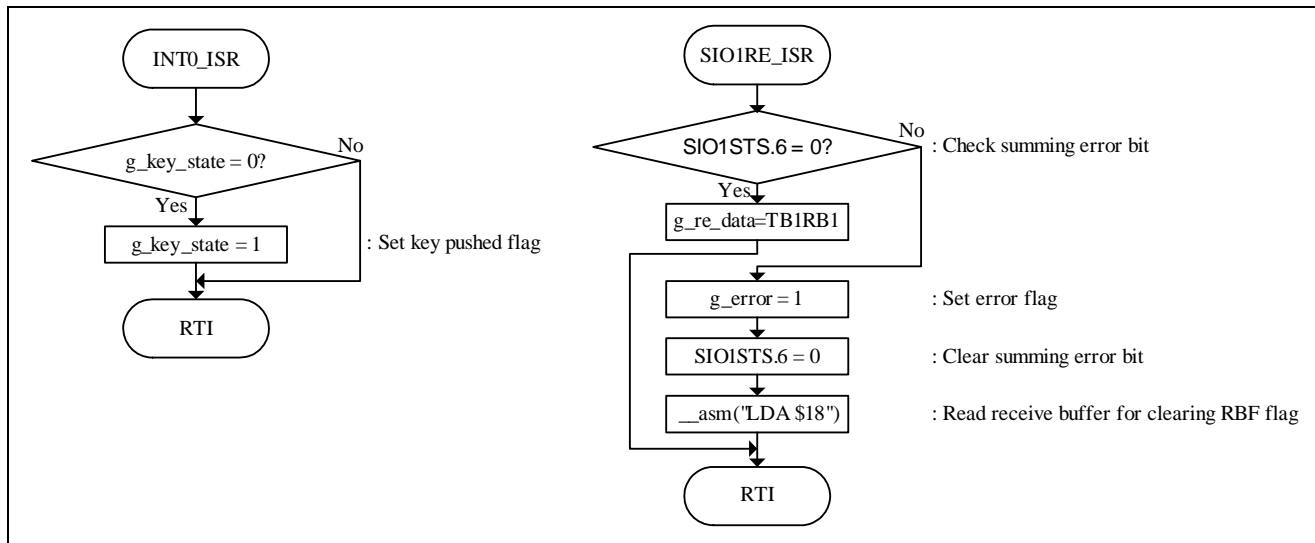 INT0_ISR
g_key_state = 0?
No
Yes
g_key_state = 1
: Set key pushed flag
RTI
SIO1RE_ISR
SIO1STS.6 = 0?
No
: Check summing error bit
Yes
g_re_data=TB1RB1
g_error = 1
: Set error flag
SIO1STS.6 = 0
: Clear summing error bit
__asm("LDA $18")
: Read receive buffer for clearing RBF flag
RTI